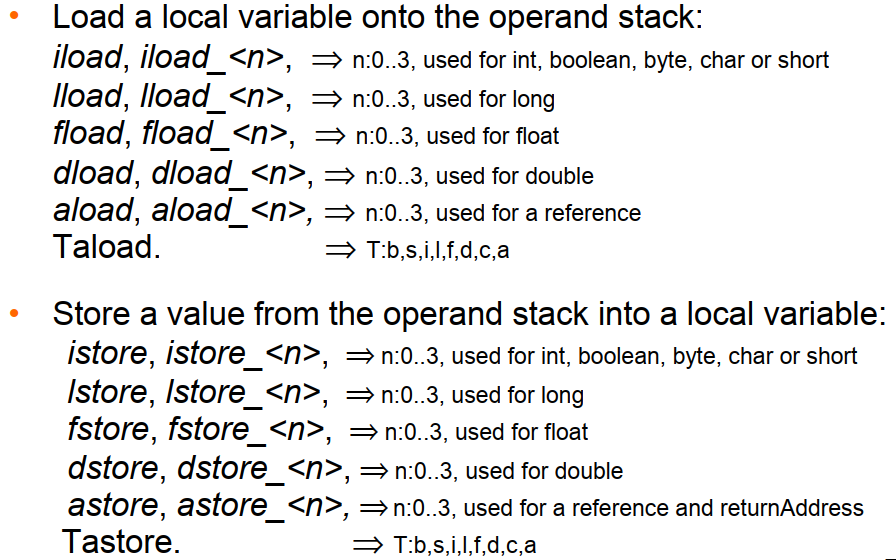 • Load a local variable onto the operand stack:
iload, iload_<n>, ⇒ n:0..3, used for int, boolean, byte, char or short
lload, lload_<n>, ⇒ n:0..3, used for long
fload, fload_<n>, ⇒ n:0..3, used for float
dload, dload_<n>, ⇒ n:0..3, used for double
aload, aload_<n>, ⇒ n:0..3, used for a reference
Taload. ⇒ T:b,s,i,l,f,d,c,a
• Store a value from the operand stack into a local variable:
istore, istore_<n>, ⇒ n:0..3, used for int, boolean, byte, char or short
lstore, lstore_<n>, ⇒ n:0..3, used for long
fstore, fstore_<n>, ⇒ n:0..3, used for float
dstore, dstore_<n>, ⇒ n:0..3, used for double
astore, astore_<n>, ⇒ n:0..3, used for a reference and returnAddress
Tastore. ⇒ T:b,s,i,l,f,d,c,a